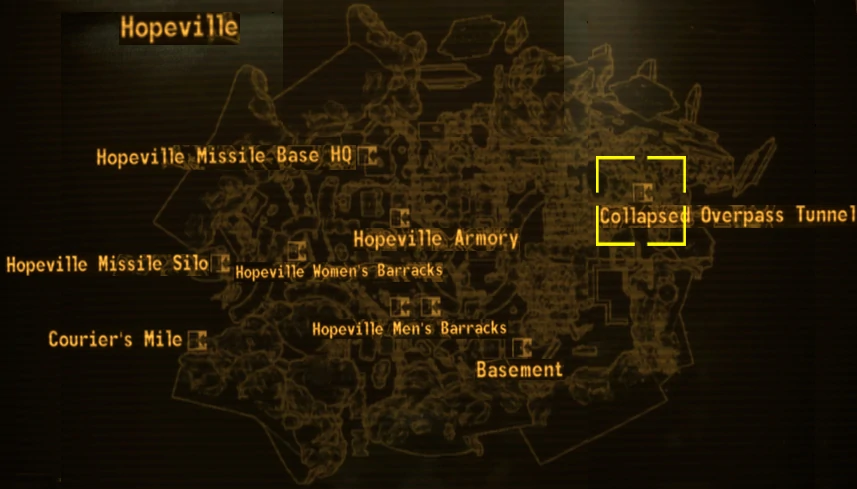 Hopeville
Hopeville Missile Base HQ
Collapsed Overpass Tunnel
Hopeville Armory
Hopeville Missile Silo
Hopeville Women's Barracks
Hopeville Men's Barracks
Courier's Mile
Basement